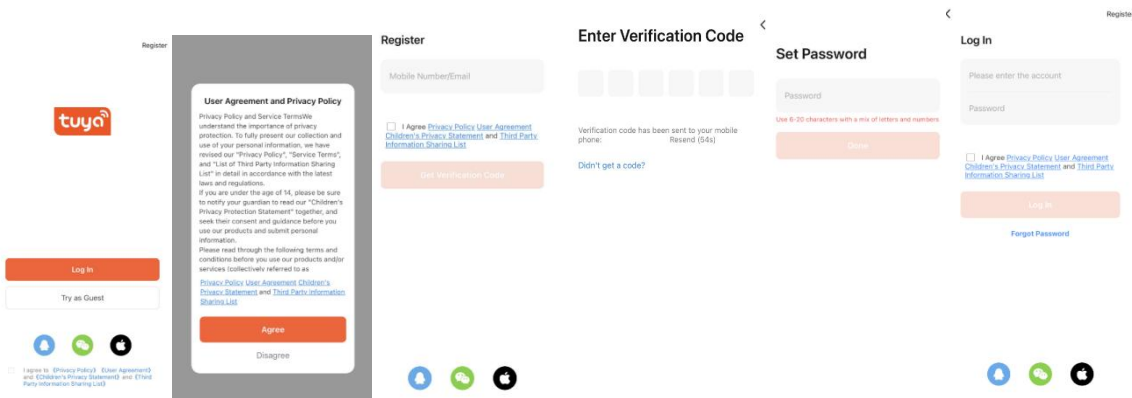 Register
tuya
Log In
Try as Guest
I agree to 《Privacy Policy》 《User Agreement》
and 《Children's Privacy Statement》 and 《Third
Party Information Sharing List》
User Agreement and Privacy Policy
Privacy Policy and Service TermsWe
understand the importance of privacy
protection. To fully present our collection and
use of your personal information, we have
revised our "Privacy Policy", "Service Terms",
and "List of Third Party Information Sharing
List" in detail in accordance with the latest
laws and regulations.
If you are under the age of 14, please be sure
to notify your guardian to read our "Children's
Privacy Protection Statement" together, and
seek their consent and guidance before you
use our products and submit personal
information.
Please read through the following terms and
conditions before you use our products and/or
services (collectively referred to as
Privacy Policy User Agreement Children's
Privacy Statement and Third Party Information
Sharing List
Agree
Disagree
Register
Mobile Number/Email
I Agree Privacy Policy User Agreement
Children's Privacy Statement and Third Party
Information Sharing List
Get Verification Code
Enter Verification Code
Verification code has been sent to your mobile
phone: Resend (54s)
Didn't get a code?
Set Password
Password
Use 6-20 characters with a mix of letters and numbers
Done
Registe
Log In
Please enter the account
Password
I Agree Privacy Policy User Agreement
Children's Privacy Statement and Third Party
Information Sharing List
Log In
Forgot Password